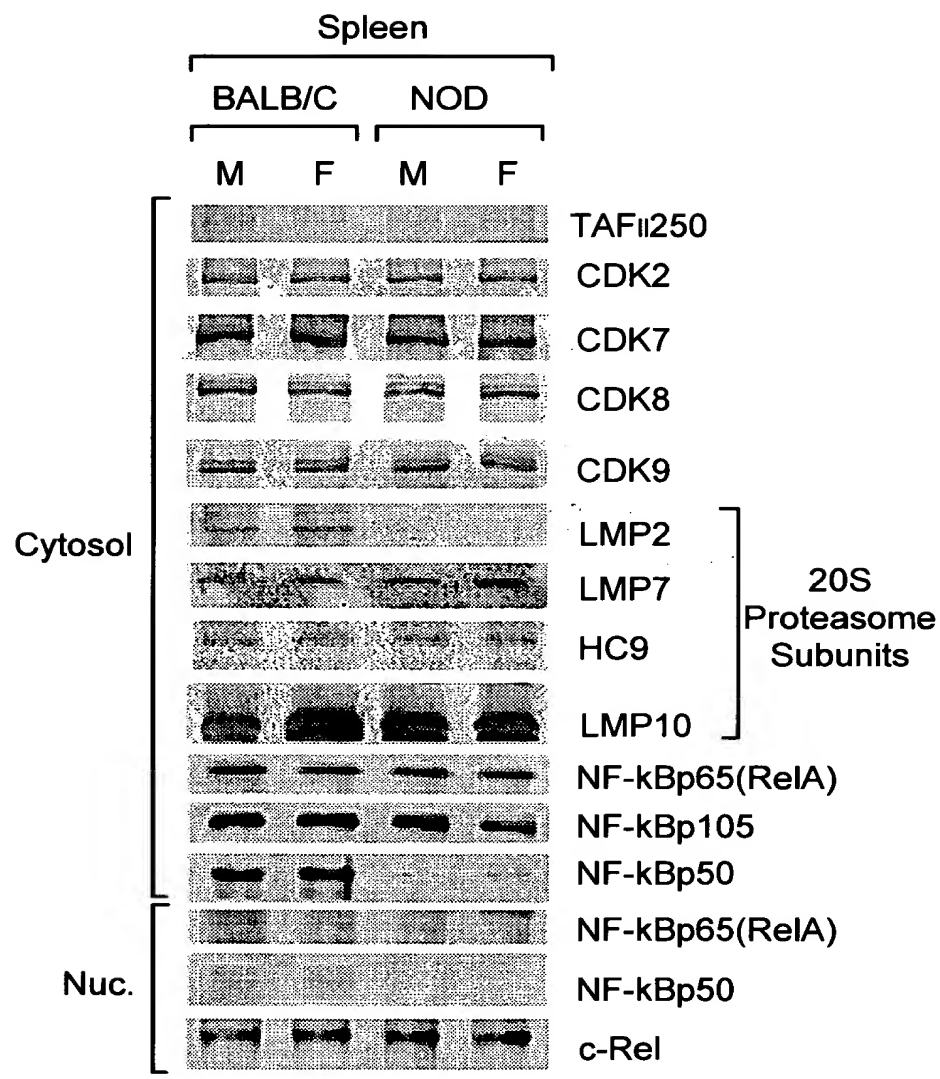 Spleen
BALB/C NOD
M F M F
TAFII250
CDK2
CDK7
CDK8
CDK9
Cytosol
LMP2
LMP7
HC9
LMP10
20S
Proteasome
Subunits
NF-kBp65(RelA)
NF-kBp105
NF-kBp50
Nuc.
NF-kBp65(RelA)
NF-kBp50
c-Rel